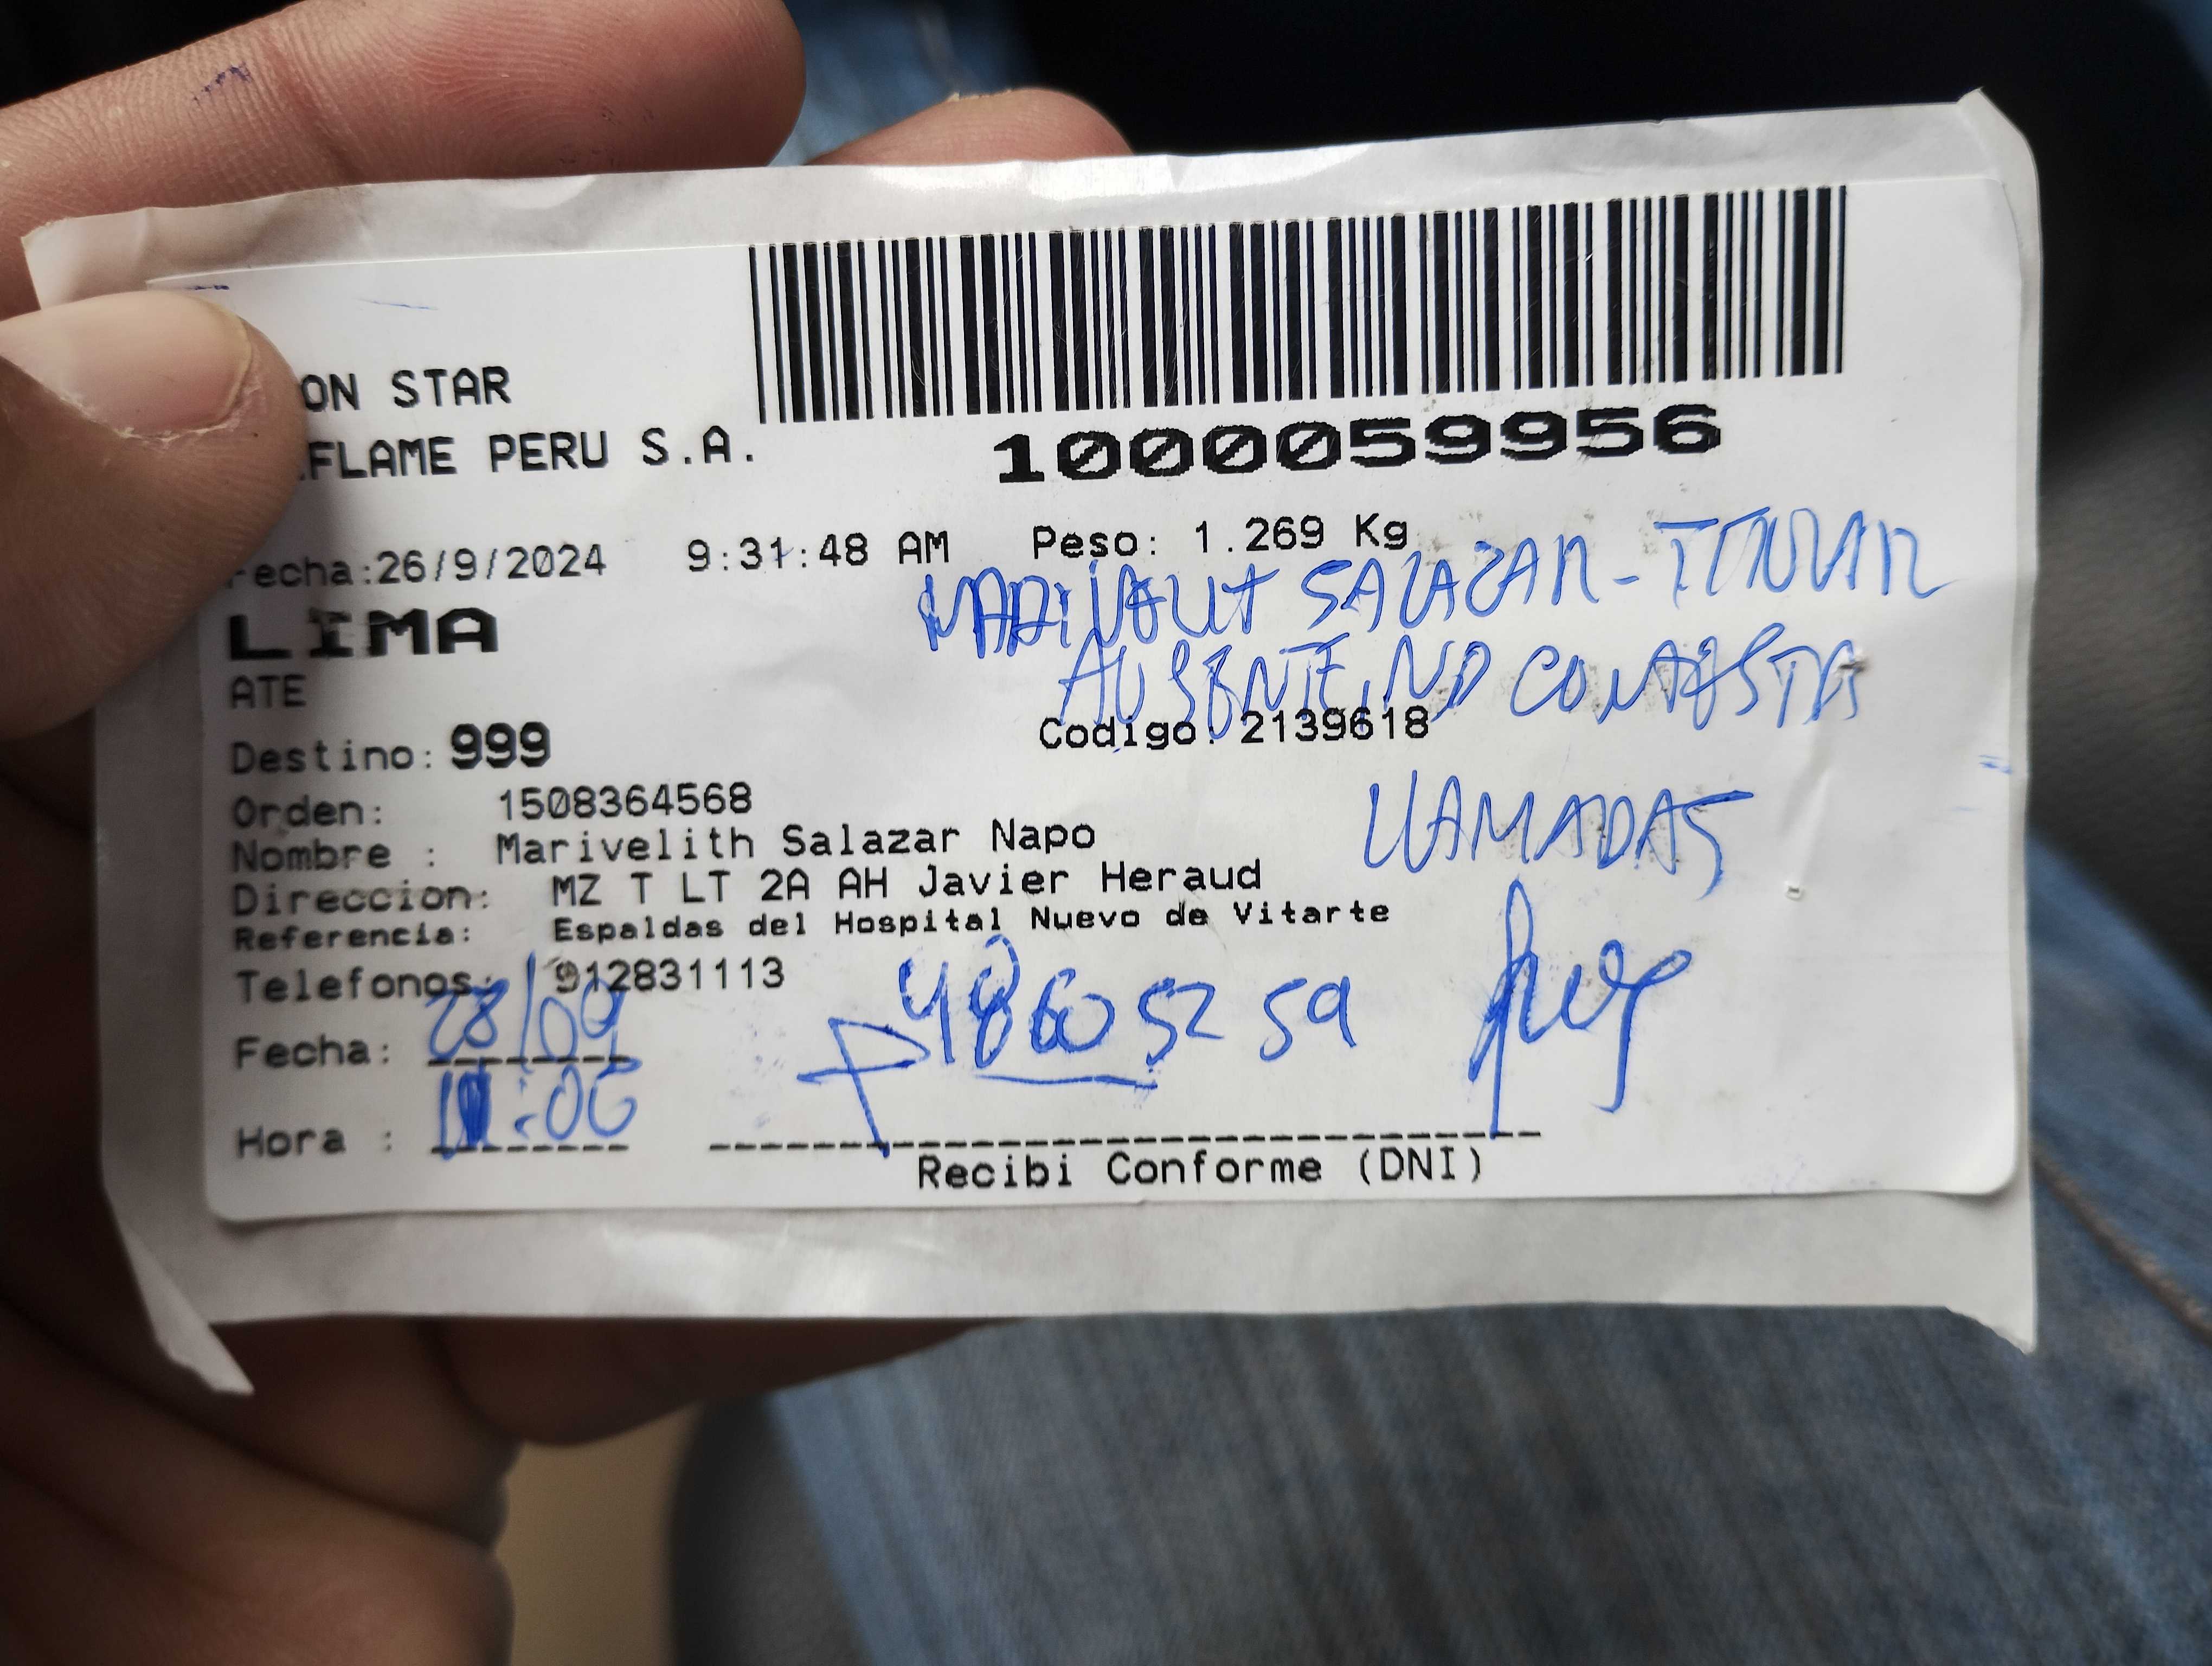 ON STAR
FLAME PERU S.A.
1000059956
echa:26/9/2024 9:31:48 AM Peso: 1.269 Kg
LIMA
SALAZAR -
ATE
AUSENTE, NO CONTESTA
Codigo: 2139618
Destino: 999
LLAMADAS
Orden: 1508364568
Nombre : Marivelith Salazar Napo
Direccion: MZ T LT 2A AH Javier Heraud
Referencia: Espaldas del Hospital Nuevo de Vitarte
Telefonos: 912831113
Fecha: 28/09
Hora :
Recibi Conforme (DNI)